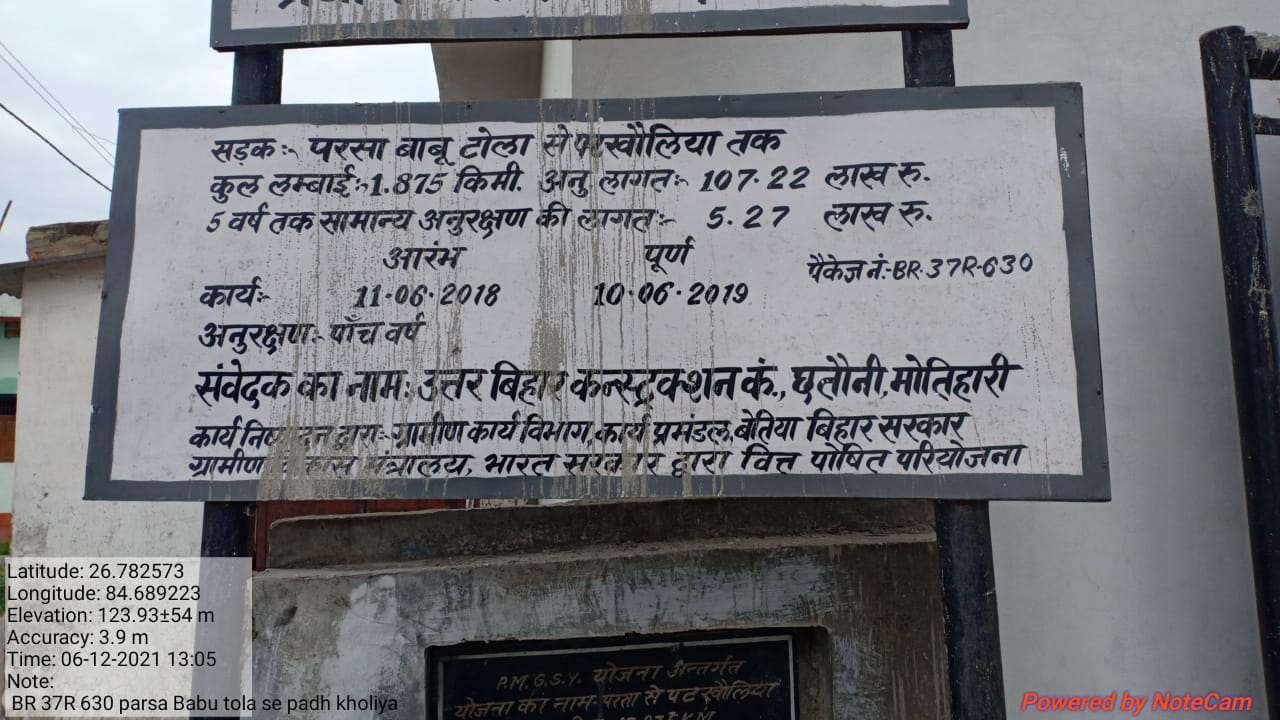 सड़क:- परसा बाबू टोला से पटखौलिया तक
कुल लम्बाई:-1.875 किमी. अनु लागत:- 107.22 लाख रु.
5 वर्ष तक सामान्य अनुरक्षण की लागत:- 5.27 लाख रु.
आरंभ पूर्ण
पैकेज नं:-BR-37R-630
कार्य:- 11.06.2018 10.06.2019
अनुरक्षण:- पाँच वर्ष
संवेदक का नाम: उत्तर बिहार कन्स्ट्रक्शन कं., छतौनी, मोतिहारी
कार्य निष्पादन द्वारा:- ग्रामीण कार्य विभाग, कार्य प्रमंडल, बेतिया बिहार सरकार
ग्रामीण विकास मंत्रालय, भारत सरकार द्वारा वित्त पोषित परियोजना
P.M.G.S.Y. योजना अन्तर्गत
योजना का नाम-परसा से पटखौलिया
Latitude: 26.782573
Longitude: 84.689223
Elevation: 123.93±54 m
Accuracy: 3.9 m
Time: 06-12-2021 13:05
Note:
BR 37R 630 parsa Babu tola se padh kholiya
Powered by NoteCam